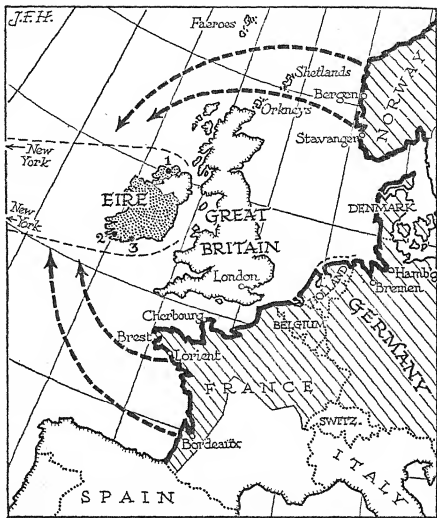 J.F.H.
Faeroes
Shetlands
Bergen
NORWAY
Orkneys
Stavanger
New
York
1
EIRE
New
York
2
3
GREAT
BRITAIN
DENMARK
London
Hambg
Bremen
HOLLAND
Cherbourg
BELGIUM
GERMANY
Brest
Lorient
FRANCE
SWITZ.
Bordeaux
ITALY
SPAIN